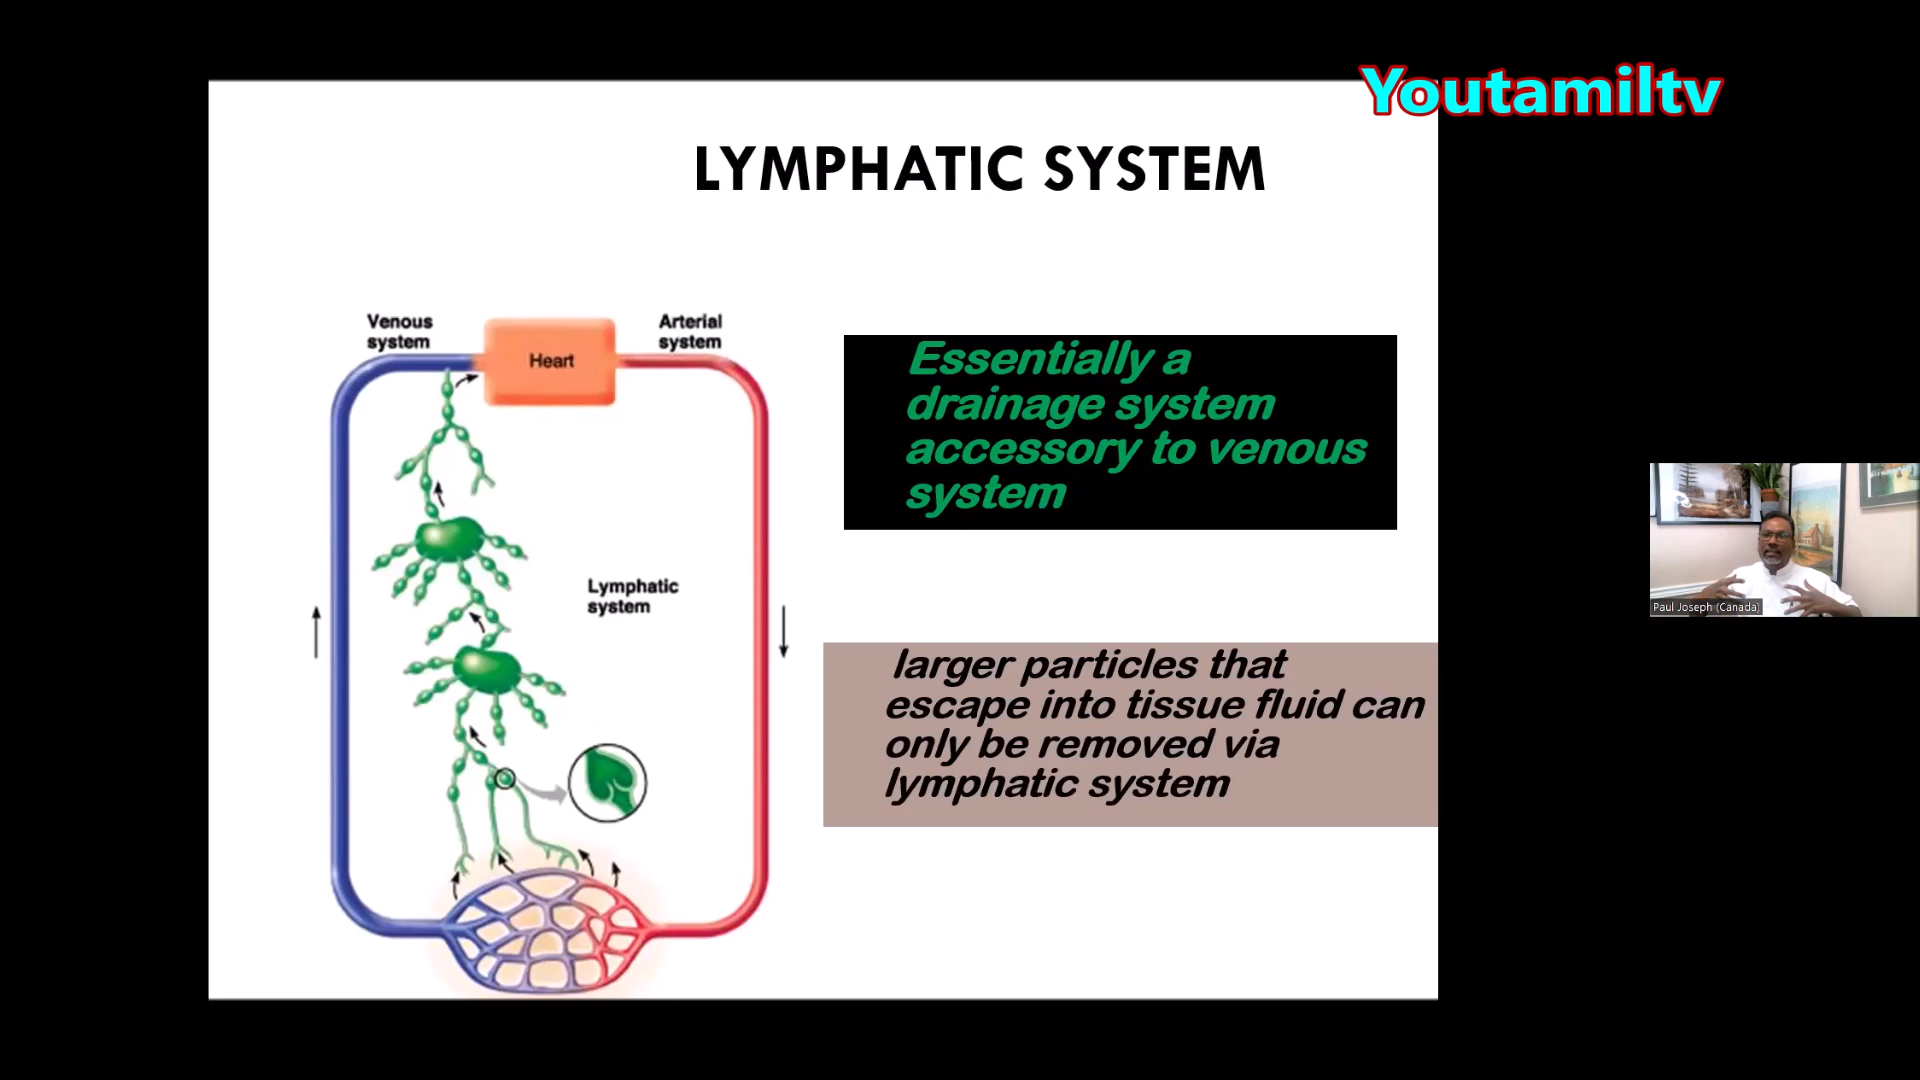 Youtamiltv
LYMPHATIC SYSTEM
Venous
system
Heart
Arterial
system
Essentially a
drainage system
accessory to venous
system
Lymphatic
system
larger particles that
escape into tissue fluid can
only be removed via
lymphatic system
Paul Joseph (Canada)